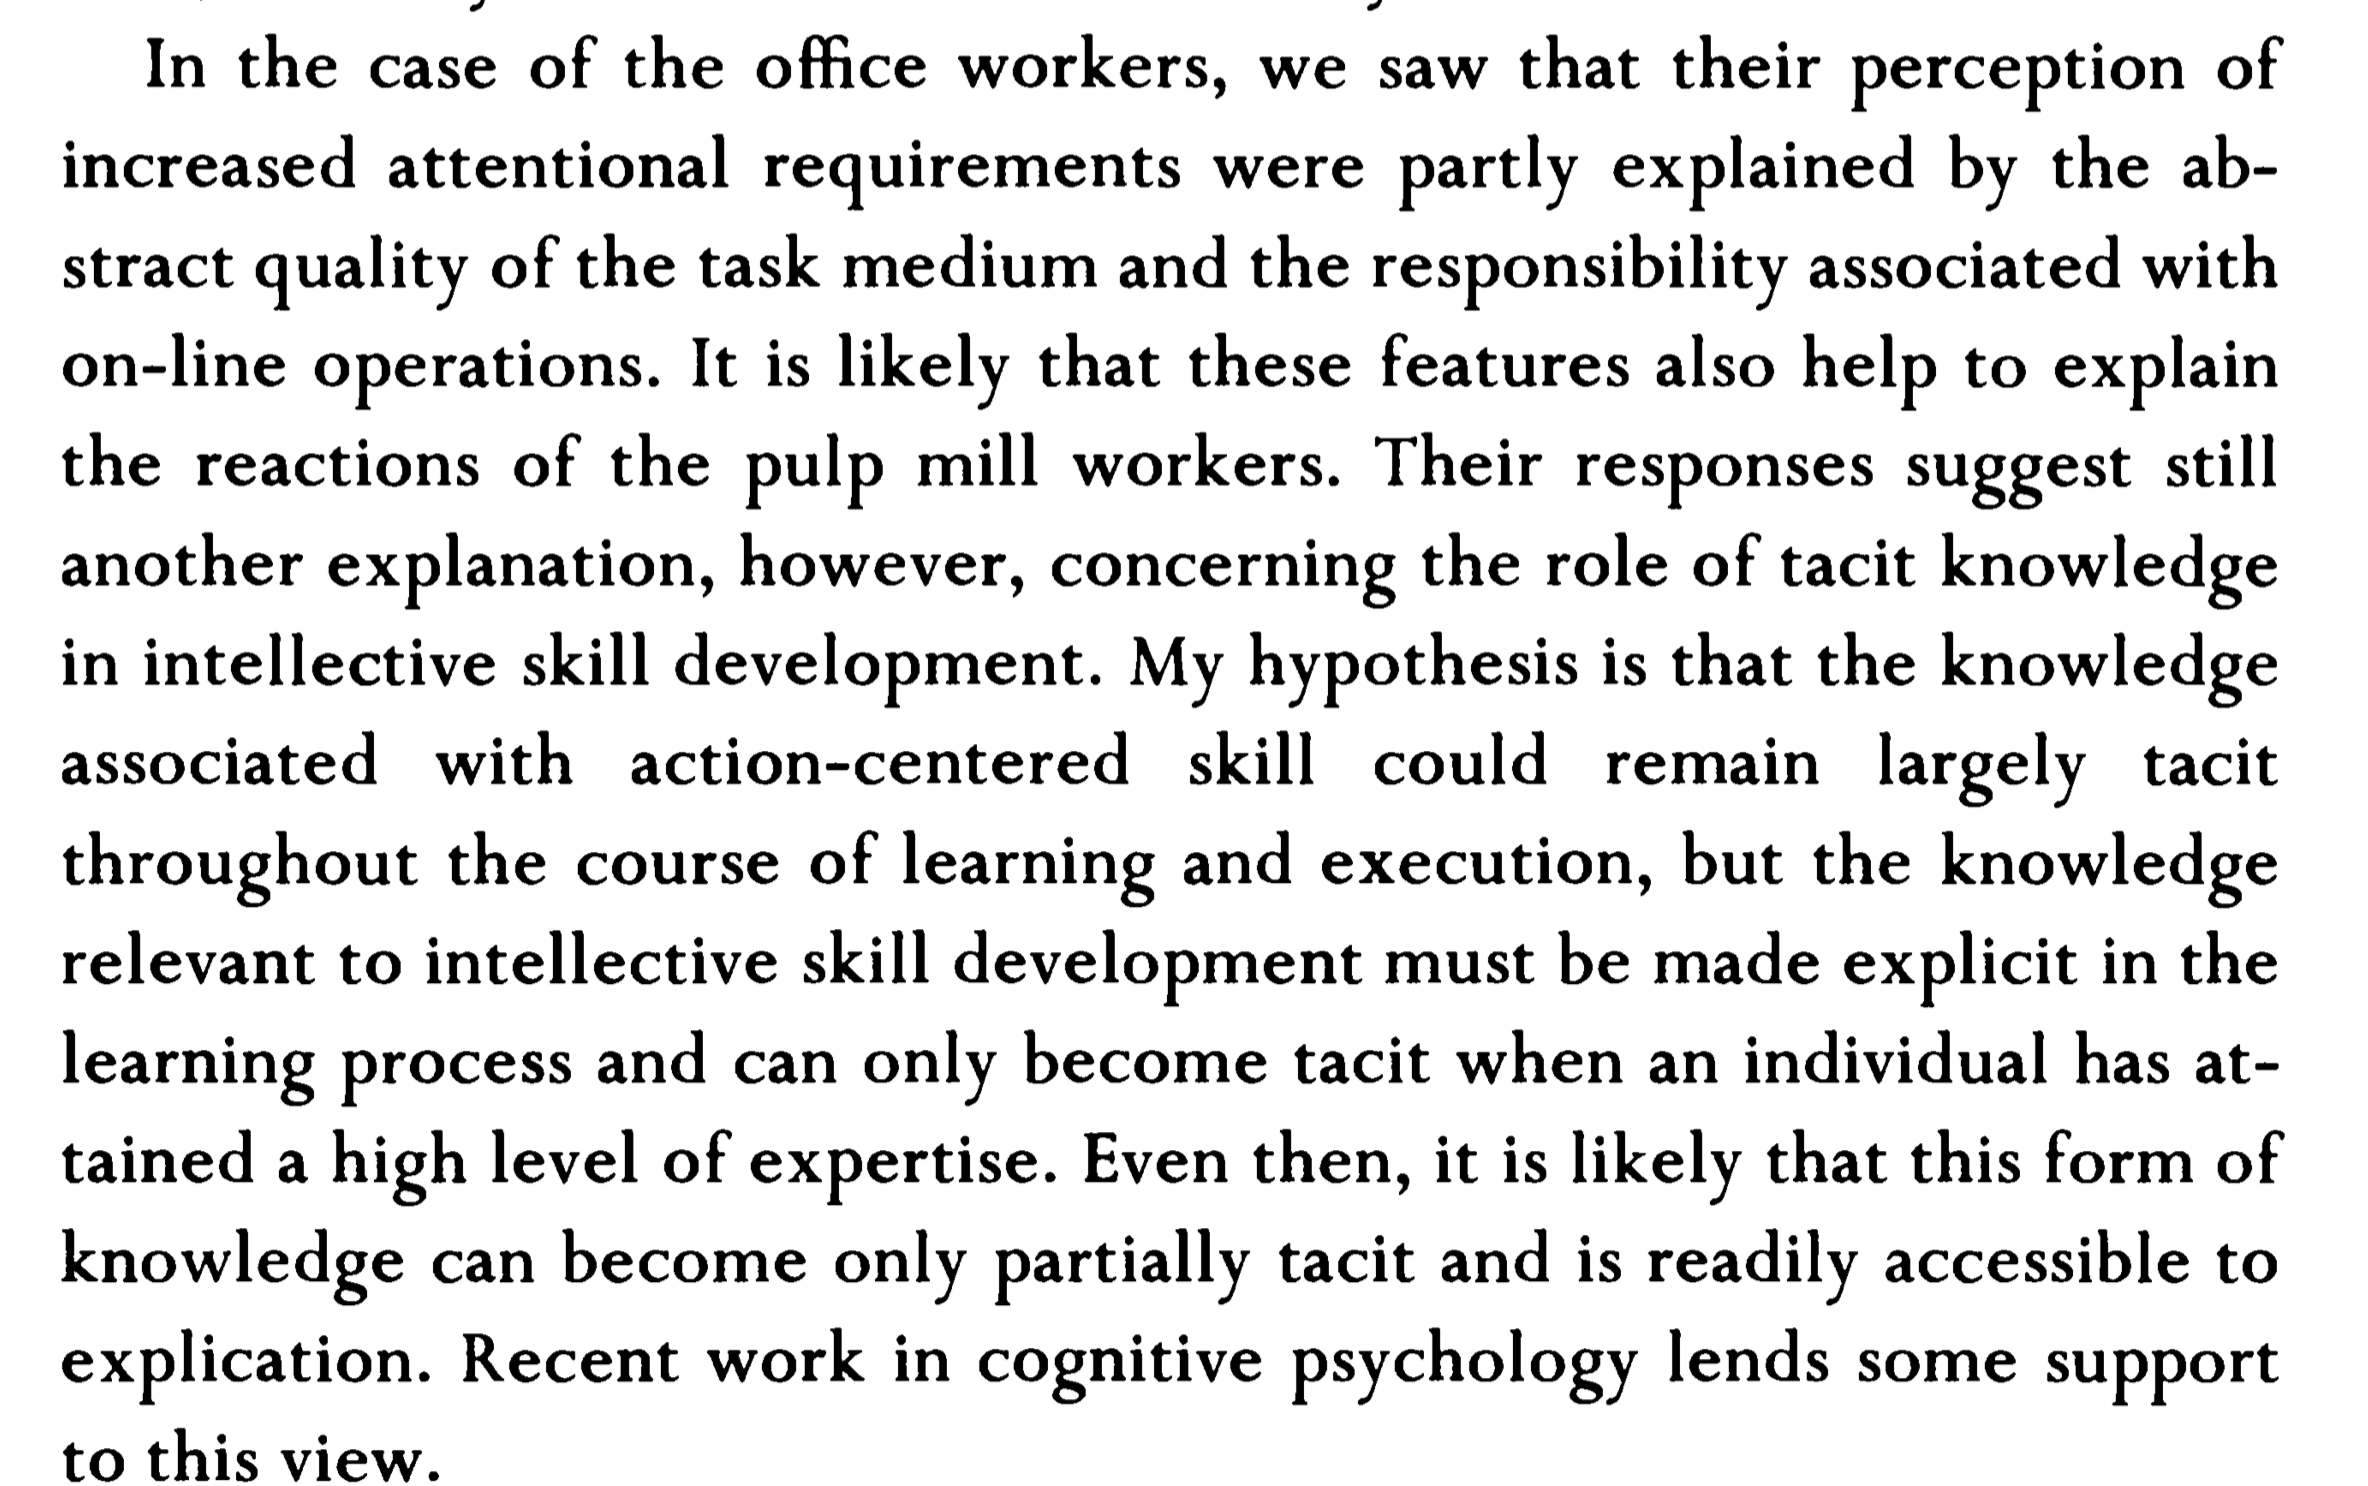 In the case of the office workers, we saw that their perception of
increased attentional requirements were partly explained by the ab-
stract quality of the task medium and the responsibility associated with
on-line operations. It is likely that these features also help to explain
the reactions of the pulp mill workers. Their responses suggest still
another explanation, however, concerning the role of tacit knowledge
in intellective skill development. My hypothesis is that the knowledge
associated with action-centered skill could remain largely tacit
throughout the course of learning and execution, but the knowledge
relevant to intellective skill development must be made explicit in the
learning process and can only become tacit when an individual has at-
tained a high level of expertise. Even then, it is likely that this form of
knowledge can become only partially tacit and is readily accessible to
explication. Recent work in cognitive psychology lends some support
to this view.